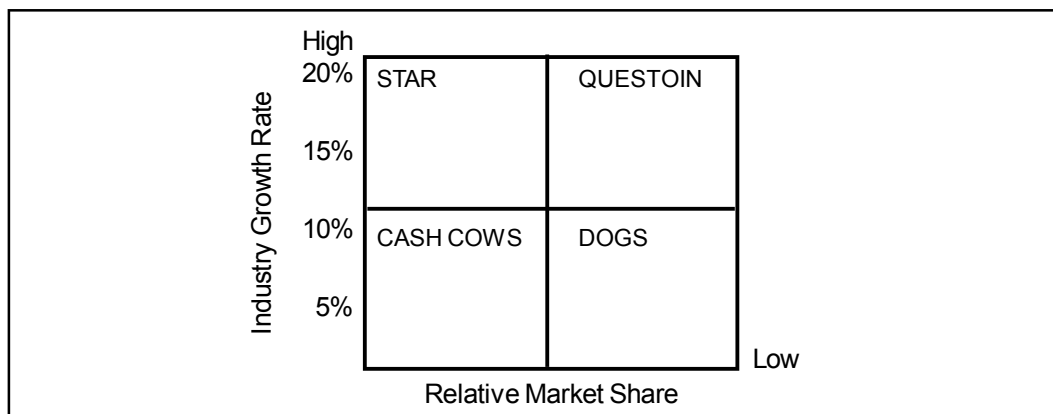 High
20%
STAR
QUESTOIN
15%
10%
CASH COWS
DOGS
5%
Industry Growth Rate
Low
Relative Market Share